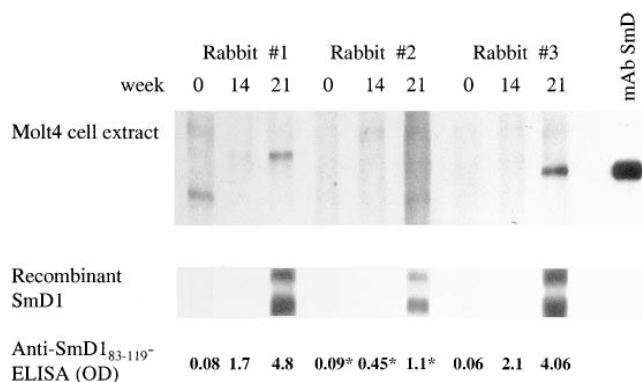 Rabbit #1 Rabbit #2 Rabbit #3 mAb SmD
week 0 14 21 0 14 21 0 14 21
Molt4 cell extract
Recombinant
SmD1
Anti-SmD183-119-
ELISA (OD) 0.08 1.7 4.8 0.09* 0.45* 1.1* 0.06 2.1 4.06